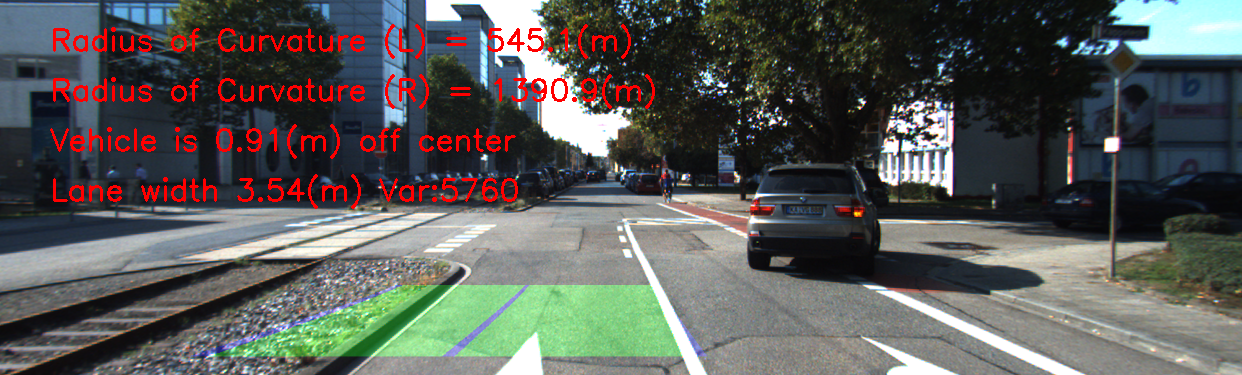 Radius of Curvature (L) = 545.1(m)
Radius of Curvature (R) = 1390.9(m)
Vehicle is 0.91(m) off center
Lane width 3.54(m) Var:5760